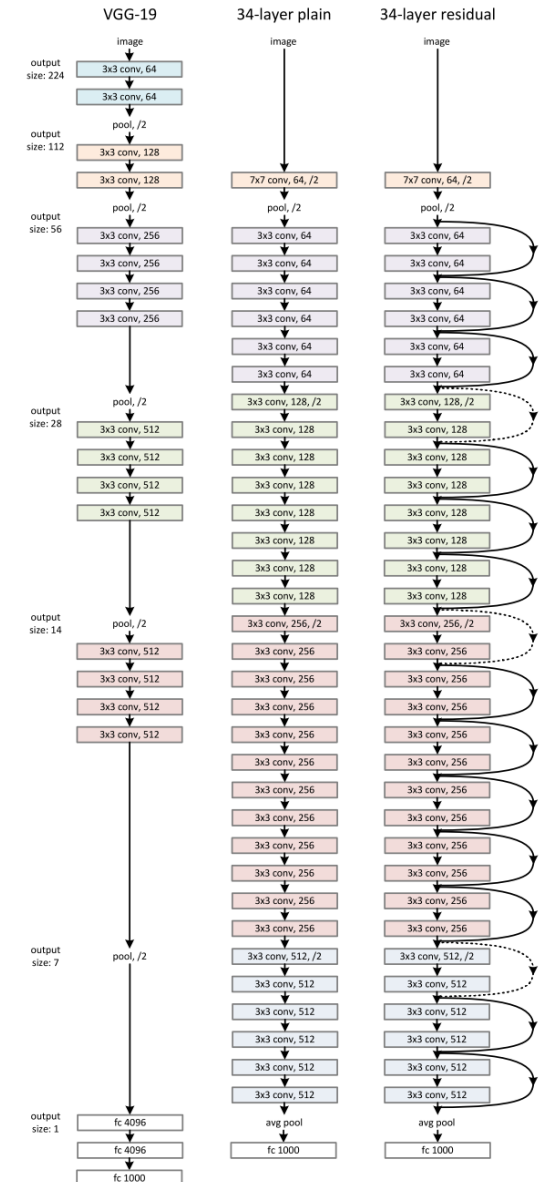 VGG-19
34-layer plain
34-layer residual
output
size: 224
image
3x3 conv, 64
3x3 conv, 64
pool, /2
output
size: 112
3x3 conv, 128
3x3 conv, 128
pool, /2
output
size: 56
3x3 conv, 256
3x3 conv, 256
3x3 conv, 256
3x3 conv, 256
pool, /2
output
size: 28
3x3 conv, 512
3x3 conv, 512
3x3 conv, 512
3x3 conv, 512
pool, /2
output
size: 14
3x3 conv, 512
3x3 conv, 512
3x3 conv, 512
3x3 conv, 512
output
size: 7
pool, /2
output
size: 1
fc 4096
fc 4096
fc 1000
image
7x7 conv, 64, /2
pool, /2
3x3 conv, 64
3x3 conv, 64
3x3 conv, 64
3x3 conv, 64
3x3 conv, 64
3x3 conv, 64
3x3 conv, 128, /2
3x3 conv, 128
3x3 conv, 128
3x3 conv, 128
3x3 conv, 128
3x3 conv, 128
3x3 conv, 128
3x3 conv, 128
3x3 conv, 256, /2
3x3 conv, 256
3x3 conv, 256
3x3 conv, 256
3x3 conv, 256
3x3 conv, 256
3x3 conv, 256
3x3 conv, 256
3x3 conv, 256
3x3 conv, 256
3x3 conv, 256
3x3 conv, 256
3x3 conv, 512, /2
3x3 conv, 512
3x3 conv, 512
3x3 conv, 512
3x3 conv, 512
3x3 conv, 512
avg pool
fc 1000
image
7x7 conv, 64, /2
pool, /2
3x3 conv, 64
3x3 conv, 64
3x3 conv, 64
3x3 conv, 64
3x3 conv, 64
3x3 conv, 64
3x3 conv, 128, /2
3x3 conv, 128
3x3 conv, 128
3x3 conv, 128
3x3 conv, 128
3x3 conv, 128
3x3 conv, 128
3x3 conv, 128
3x3 conv, 256, /2
3x3 conv, 256
3x3 conv, 256
3x3 conv, 256
3x3 conv, 256
3x3 conv, 256
3x3 conv, 256
3x3 conv, 256
3x3 conv, 256
3x3 conv, 256
3x3 conv, 256
3x3 conv, 256
3x3 conv, 512, /2
3x3 conv, 512
3x3 conv, 512
3x3 conv, 512
3x3 conv, 512
3x3 conv, 512
avg pool
fc 1000